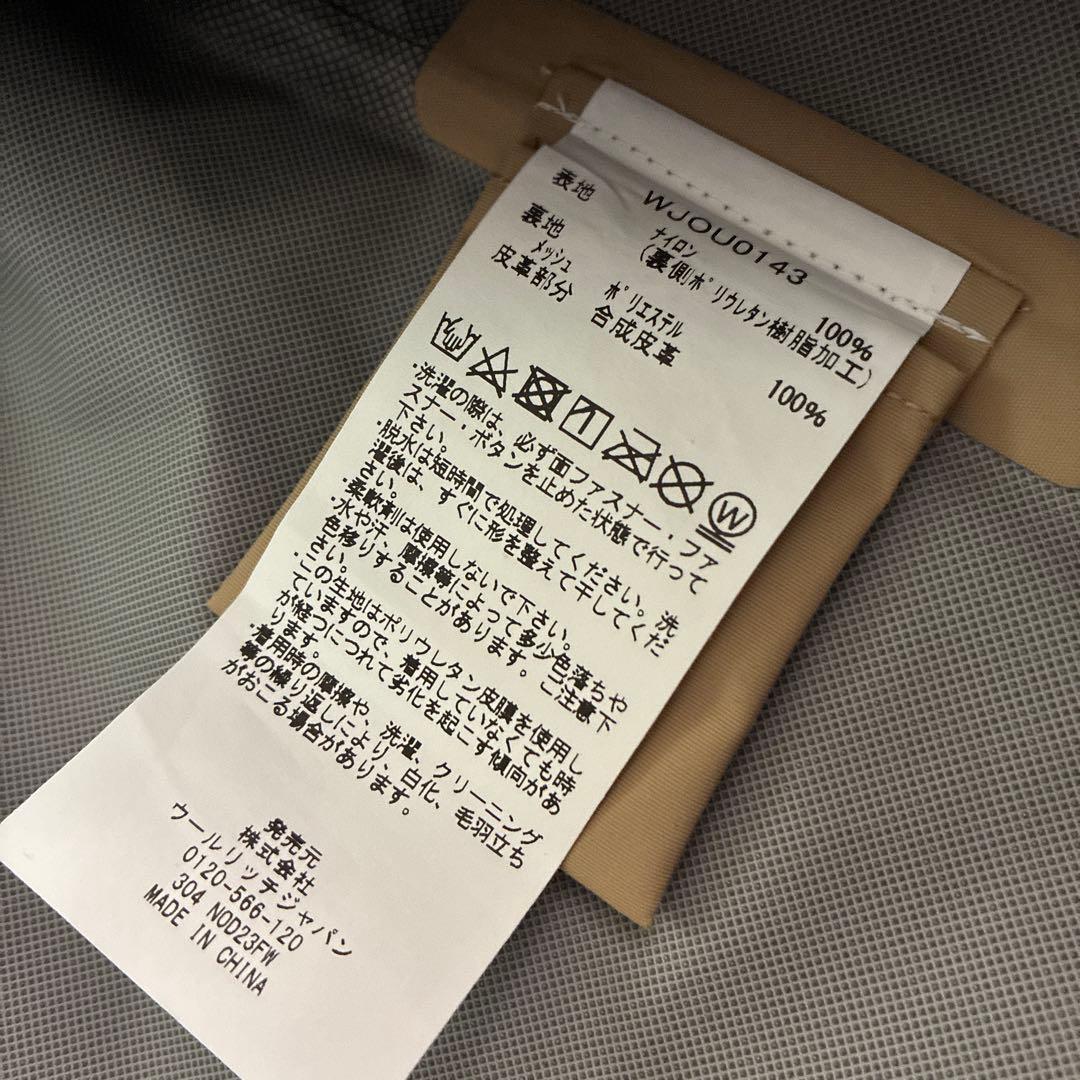 WJOU0143
表地 ナイロン 100%
(裏側ポリウレタン樹脂加工)
裏地
メッシュ ポリエステル 100%
皮革部分 合成皮革
W
・洗濯の際は、必ず面ファスナー・ファ
スナー・ボタンを止めた状態で行って
下さい。
・脱水は短時間で処理してください。洗
濯後は、すぐに形を整えて干してくだ
さい。
・柔軟剤は使用しないで下さい。
・水や汗、摩擦等によって多少色落ちや
色移りすることがあります。ご注意下
さい。
・この生地はポリウレタン皮膜を使用し
ていますので、着用していなくても時
が経つにつれて劣化を起こす傾向があ
ります。
・着用時の摩擦や、洗濯、クリーニング
等の繰り返しにより、白化、毛羽立ち
がおこる場合があります。
発売元
株式会社
ウールリッチジャパン
0120-566-120
304 NOD23FW
MADE IN CHINA